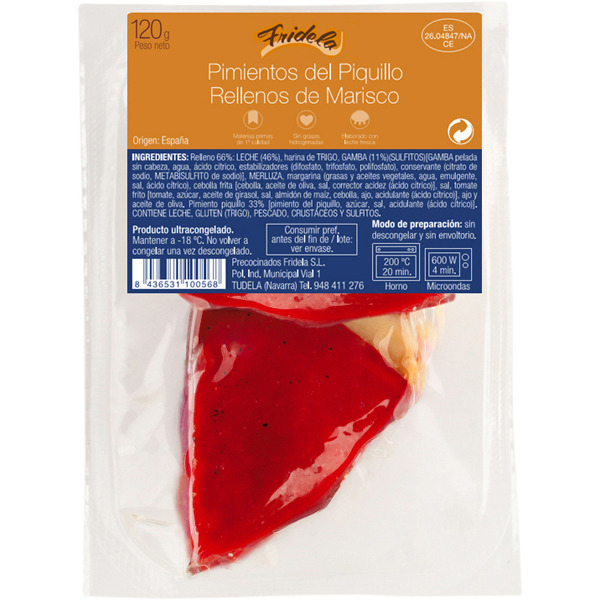 120g
Peso neto
Fridela
ES
26.04847/NA
CE
Pimientos del Piquillo
Rellenos de Marisco
Materias primas
de 1ª calidad
Sin grasas
hidrogenadas
Elaborado con
leche fresca
Origen: España
INGREDIENTES: Relleno 66%: LECHE (46%), harina de TRIGO, GAMBA (11%)(SULFITOS)[GAMBA pelada
sin cabeza, agua, ácido cítrico, estabilizadores (difosfato, trifosfato, polifosfato), conservante (citrato de
sodio, METABISULFITO de sodio)], MERLUZA, margarina (grasas y aceites vegetales, agua, emulgente,
sal, ácido cítrico), cebolla frita [cebolla, aceite de oliva, sal, corrector acidez (ácido cítrico)], sal, tomate
frito [tomate, azúcar, aceite de girasol, sal, almidón de maíz, cebolla, ajo, acidulante (ácido cítrico)], ajo y
aceite de oliva. Pimiento 33% [pimiento del piquillo, azúcar, sal, acidulante (ácido cítrico)].
CONTIENE LECHE, GLUTEN (TRIGO), PESCADO, CRUSTÁCEOS Y SULFITOS.
Producto ultracongelado.
Mantener a -18 ºC. No volver a
congelar una vez descongelado.
Consumir pref.
antes del fin de / lote:
ver envase.
Modo de preparación: sin
descongelar y sin envoltorio.
200 ºC
20 min.
Horno
600 W
4 min.
Microondas
Precocinados Fridela S.L.
Pol. Ind. Municipal Vial 1
TUDELA (Navarra) Tel. 948 411 276
8 436531 100568